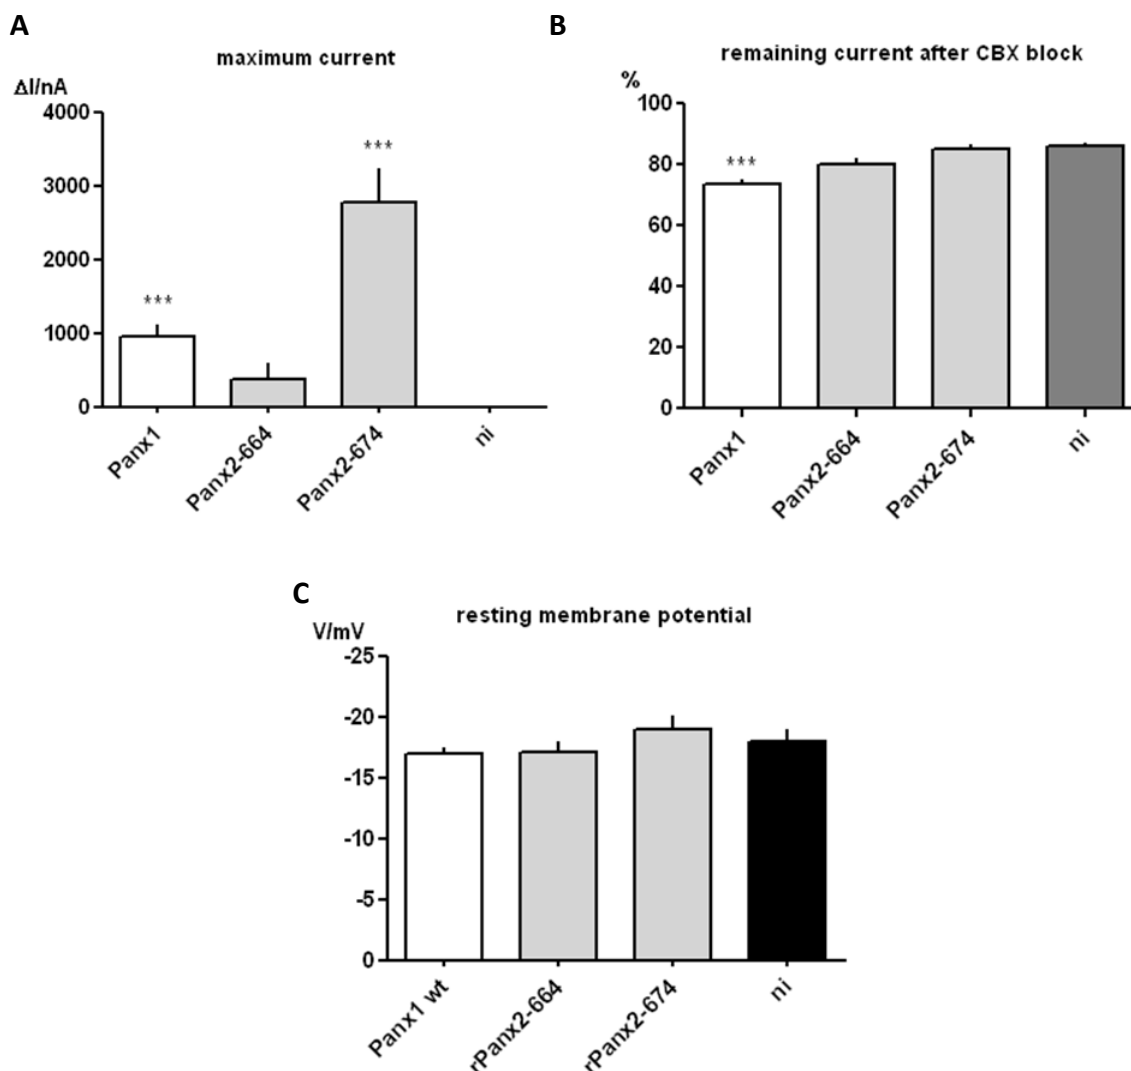 A
maximum current
ΔI/nA
4000
3000
2000
1000
0
***
***
Panx1
Panx2-664
Panx2-674
ni
B
remaining current after CBX block
%
100
80
60
40
20
0
***
Panx1
Panx2-664
Panx2-674
ni
C
resting membrane potential
V/mV
-25
-20
-15
-10
-5
0
Panx1 wt
rPanx2-664
rPanx2-674
ni